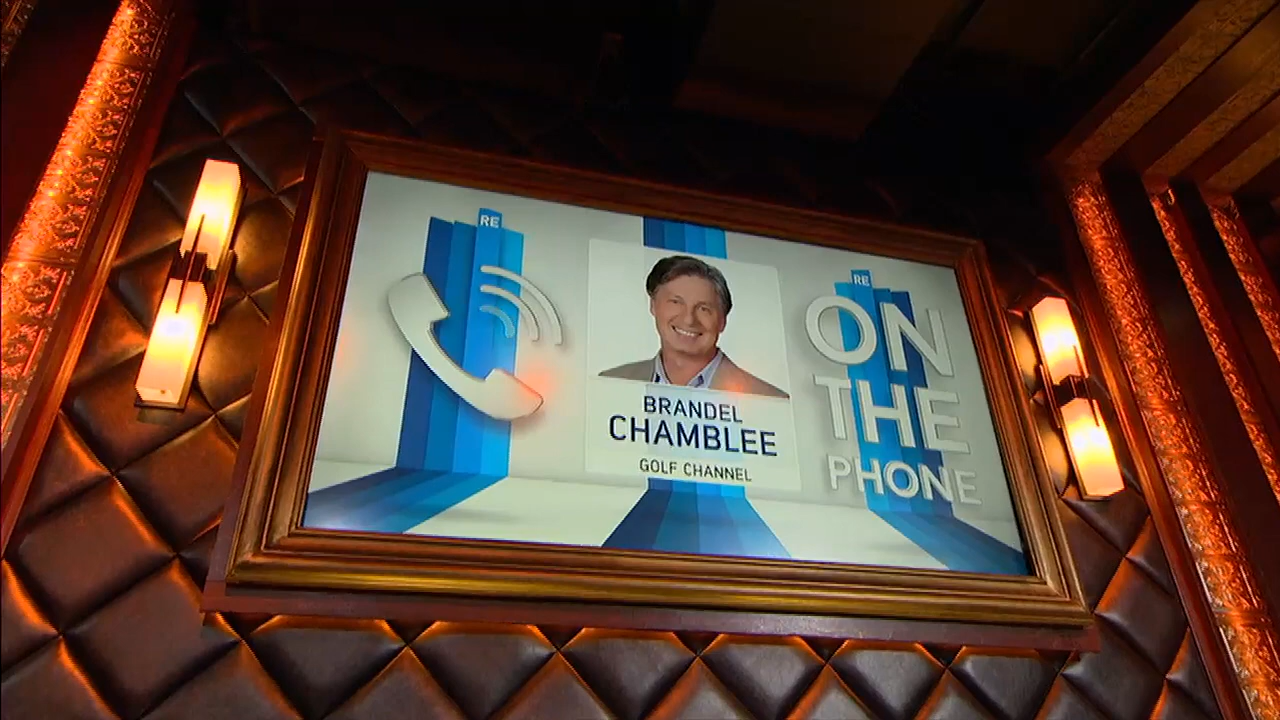 RE
BRANDEL
CHAMBLEE
GOLF CHANNEL
RE
ON
THE
PHONE